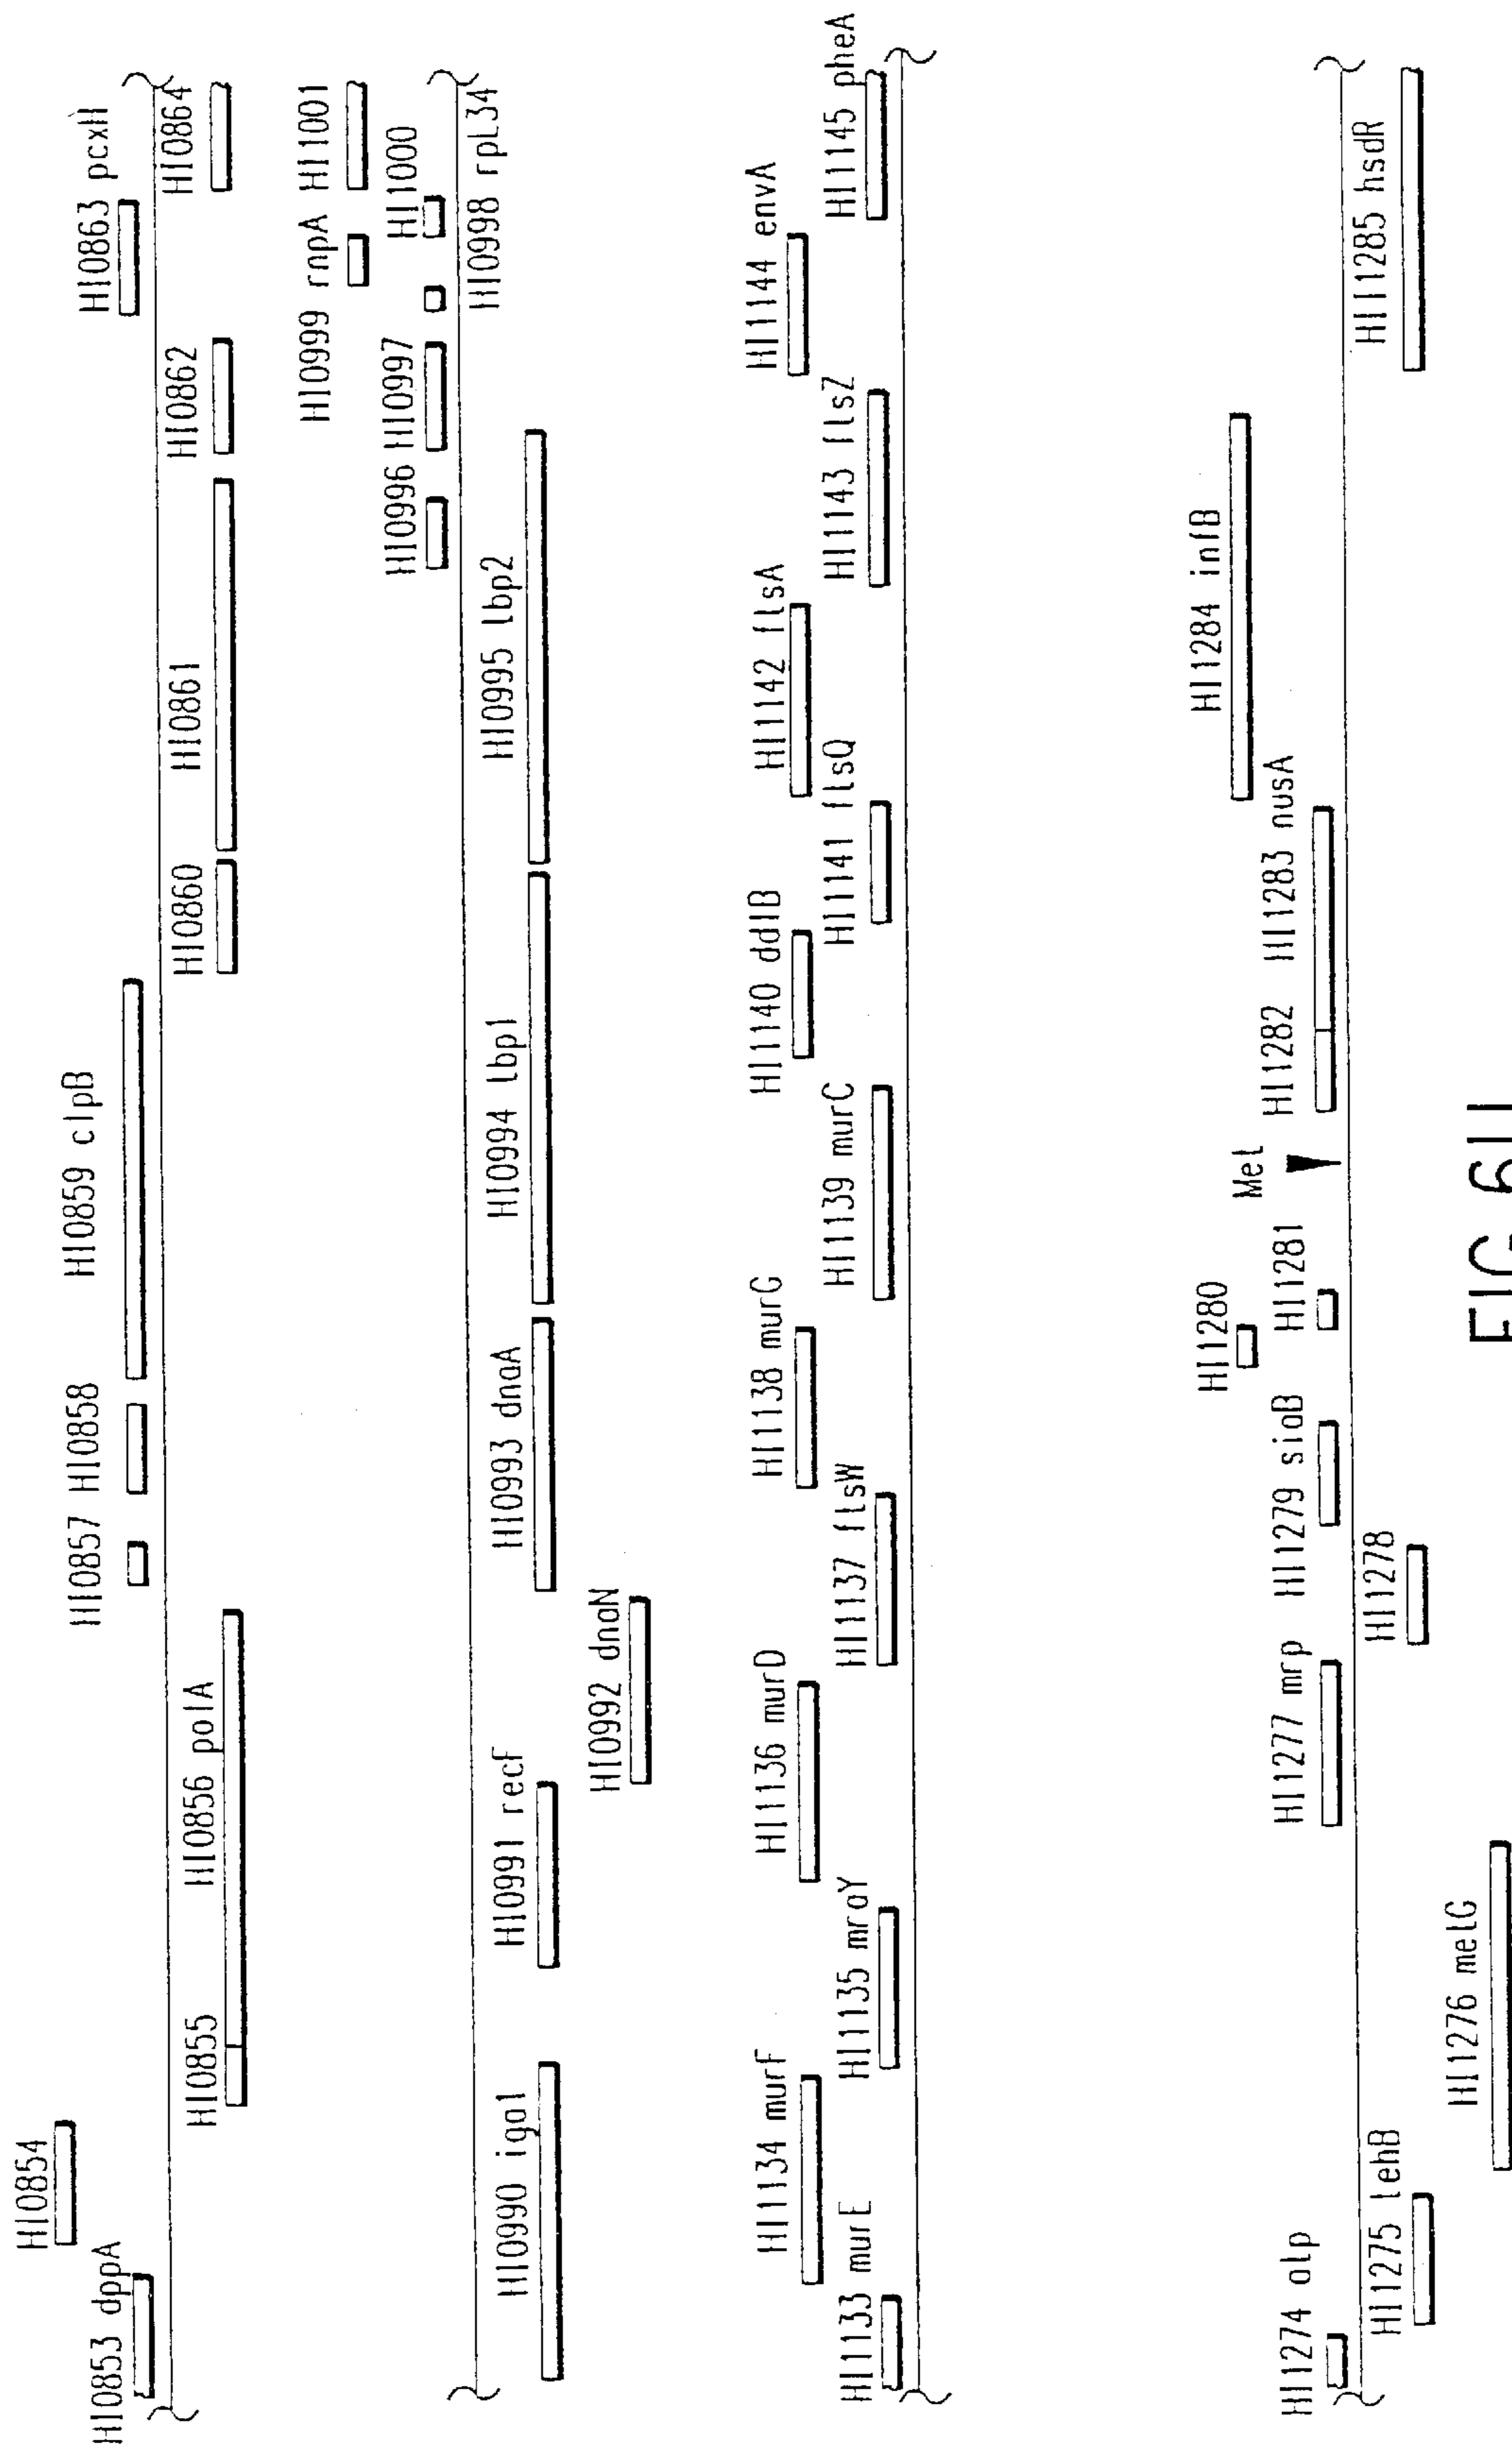 HI0853 dppA
HI0854
HI0855
HI0856 polA
HI0857
HI0858
HI0859 clpB
HI0860
HI0861
HI0862
HI0863 pcxII
HI0864
HI0990 iga1
HI0991 recF
HI0992 dnaN
HI0993 dnaA
HI0994 tbp1
HI0995 tbp2
HI0996
HI0997
HI0998 rpL34
HI0999 rnpA
HI1000
HI1001
HI1133 murE
HI1134 murF
HI1135 mraY
HI1136 murD
HI1137 ftsW
HI1138 murG
HI1139 murC
HI1140 ddlB
HI1141 ftsQ
HI1142 ftsA
HI1143 ftsZ
HI1144 envA
HI1145 pheA
HI1274 atp
HI1275 tehB
HI1276 metG
HI1277 mrp
HI1278
HI1279 siaB
HI1280
HI1281
Met
HI1282
HI1283 nusA
HI1284 infB
HI1285 hsdR